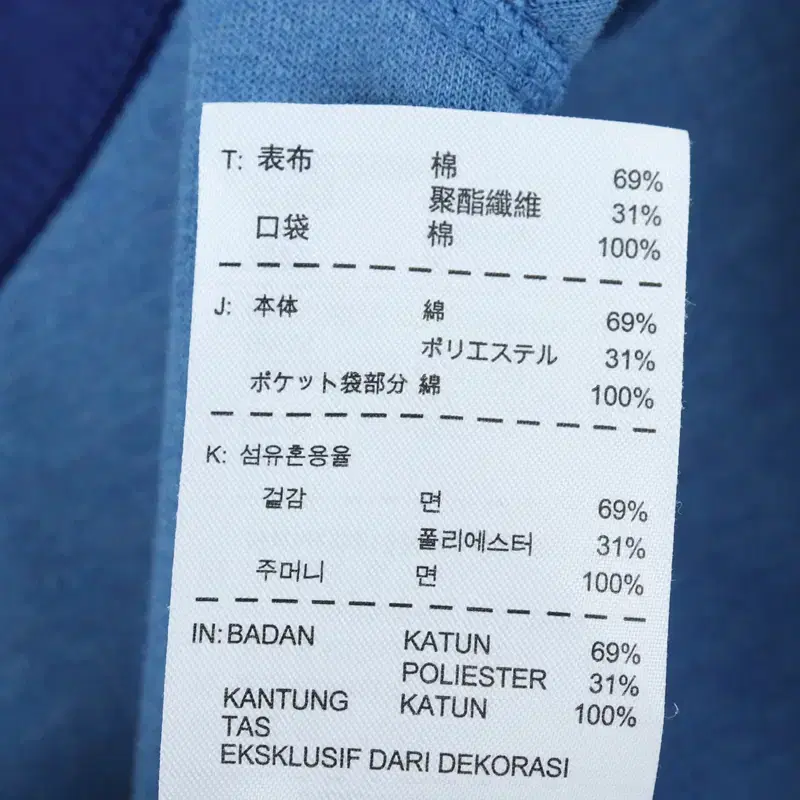 T: 表布 棉 69%
聚酯纖維 31%
口袋 棉 100%
J: 本体 綿 69%
ポリエステル 31%
ポケット袋部分 綿 100%
K: 섬유혼용율
겉감 면 69%
폴리에스터 31%
주머니 면 100%
IN: BADAN KATUN 69%
POLIESTER 31%
KANTUNG KATUN 100%
TAS
EKSKLUSIF DARI DEKORASI